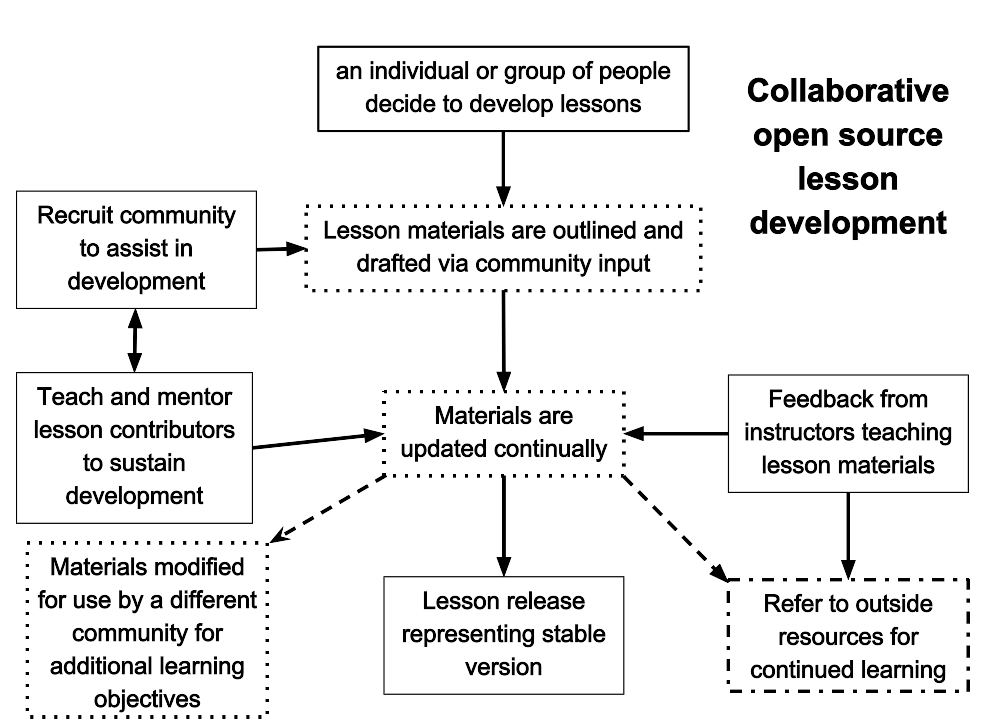 an individual or group of people
decide to develop lessons
Collaborative
open source
lesson
development
Recruit community
to assist in
development
Lesson materials are outlined and
drafted via community input
Teach and mentor
lesson contributors
to sustain
development
Materials are
updated continually
Feedback from
instructors teaching
lesson materials
Materials modified
for use by a different
community for
additional learning
objectives
Lesson release
representing stable
version
Refer to outside
resources for
continued learning